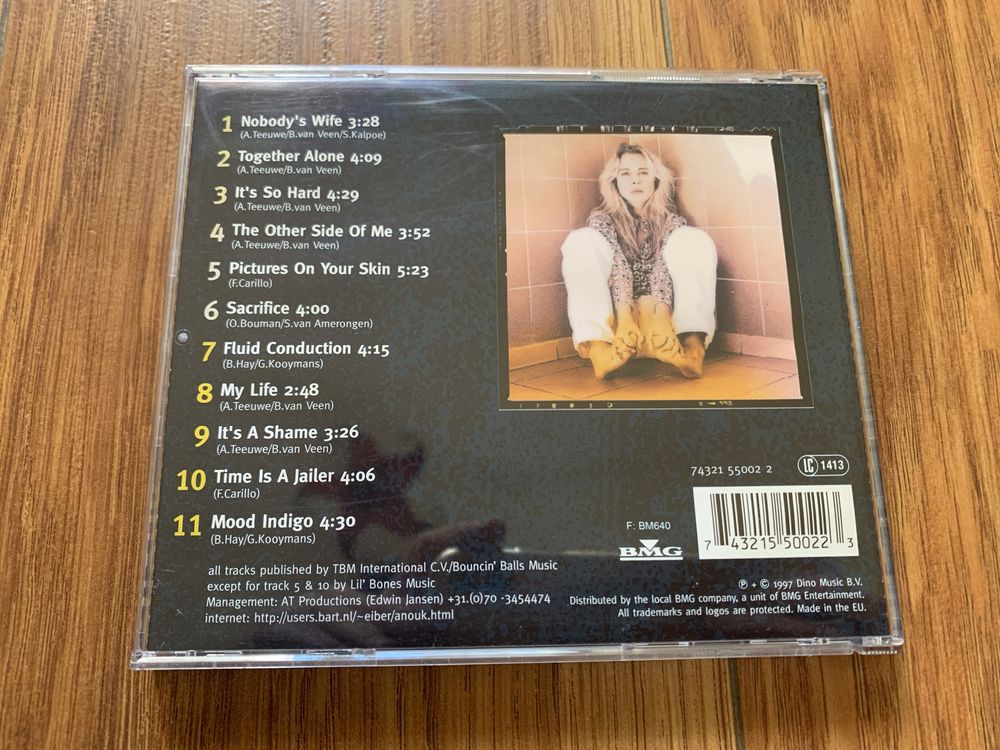 1 Nobody's Wife 3:28
(A.Teeuwe/B.van Veen/S.Kalpoe)
2 Together Alone 4:09
(A.Teeuwe/B.van Veen)
3 It's So Hard 4:29
(A.Teeuwe/B.van Veen)
4 The Other Side Of Me 3:52
(A.Teeuwe/B.van Veen)
5 Pictures On Your Skin 5:23
(F.Carillo)
6 Sacrifice 4:00
(O.Bouman/S.van Amerongen)
7 Fluid Conduction 4:15
(B.Hay/G.Kooymans)
8 My Life 2:48
(A.Teeuwe/B.van Veen)
9 It's A Shame 3:26
(A.Teeuwe/B.van Veen)
10 Time Is A Jailer 4:06
(F.Carillo)
11 Mood Indigo 4:30
(B.Hay/G.Kooymans)
all tracks published by TBM International C.V./Bouncin' Balls Music
except for track 5 & 10 by Lil' Bones Music
Management: AT Productions (Edwin Jansen) +31.(0)70 -3454474
internet: http://users.bart.nl/~eiber/anouk.html
74321 55002 2
LC 1413
F: BM640
BMG
7 43215 50022 3
℗ + © 1997 Dino Music B.V.
Distributed by the local BMG company, a unit of BMG Entertainment.
All trademarks and logos are protected. Made in the EU.